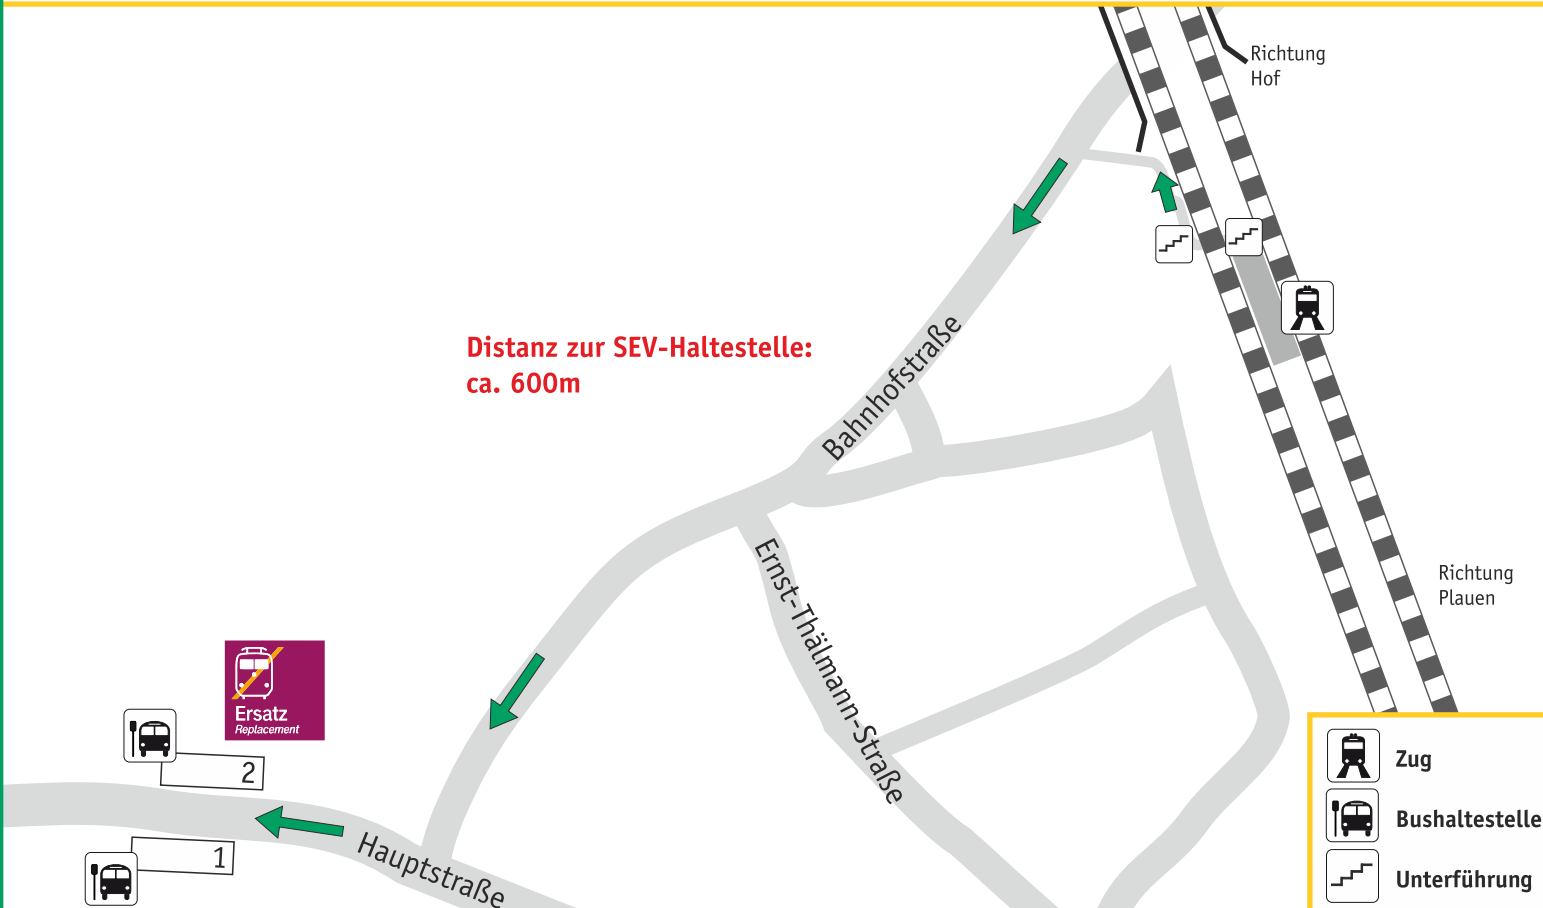 Richtung
Hof
Distanz zur SEV-Haltestelle:
ca. 600m
Bahnhofstraße
Ernst-Thälmann-Straße
Richtung
Plauen
Ersatz
Replacement
2
1
Hauptstraße
Zug
Bushaltestelle
Unterführung